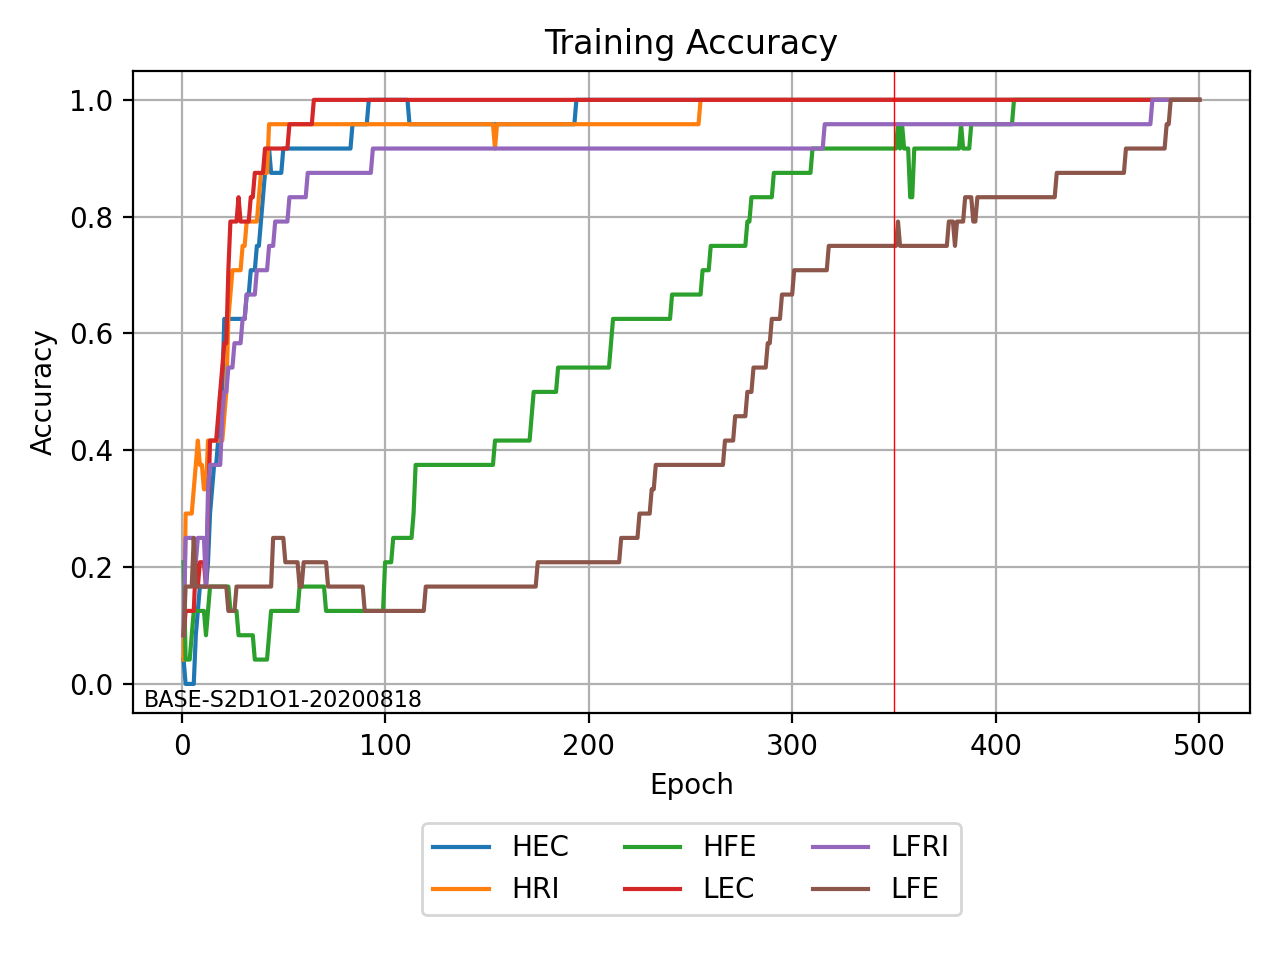 Training Accuracy
1.0
0.8
0.6
0.4
0.2
0.0
Accuracy
BASE-S2D1O1-20200818
0 100 200 300 400 500
Epoch
HEC HFE LFRI
HRI LEC LFE